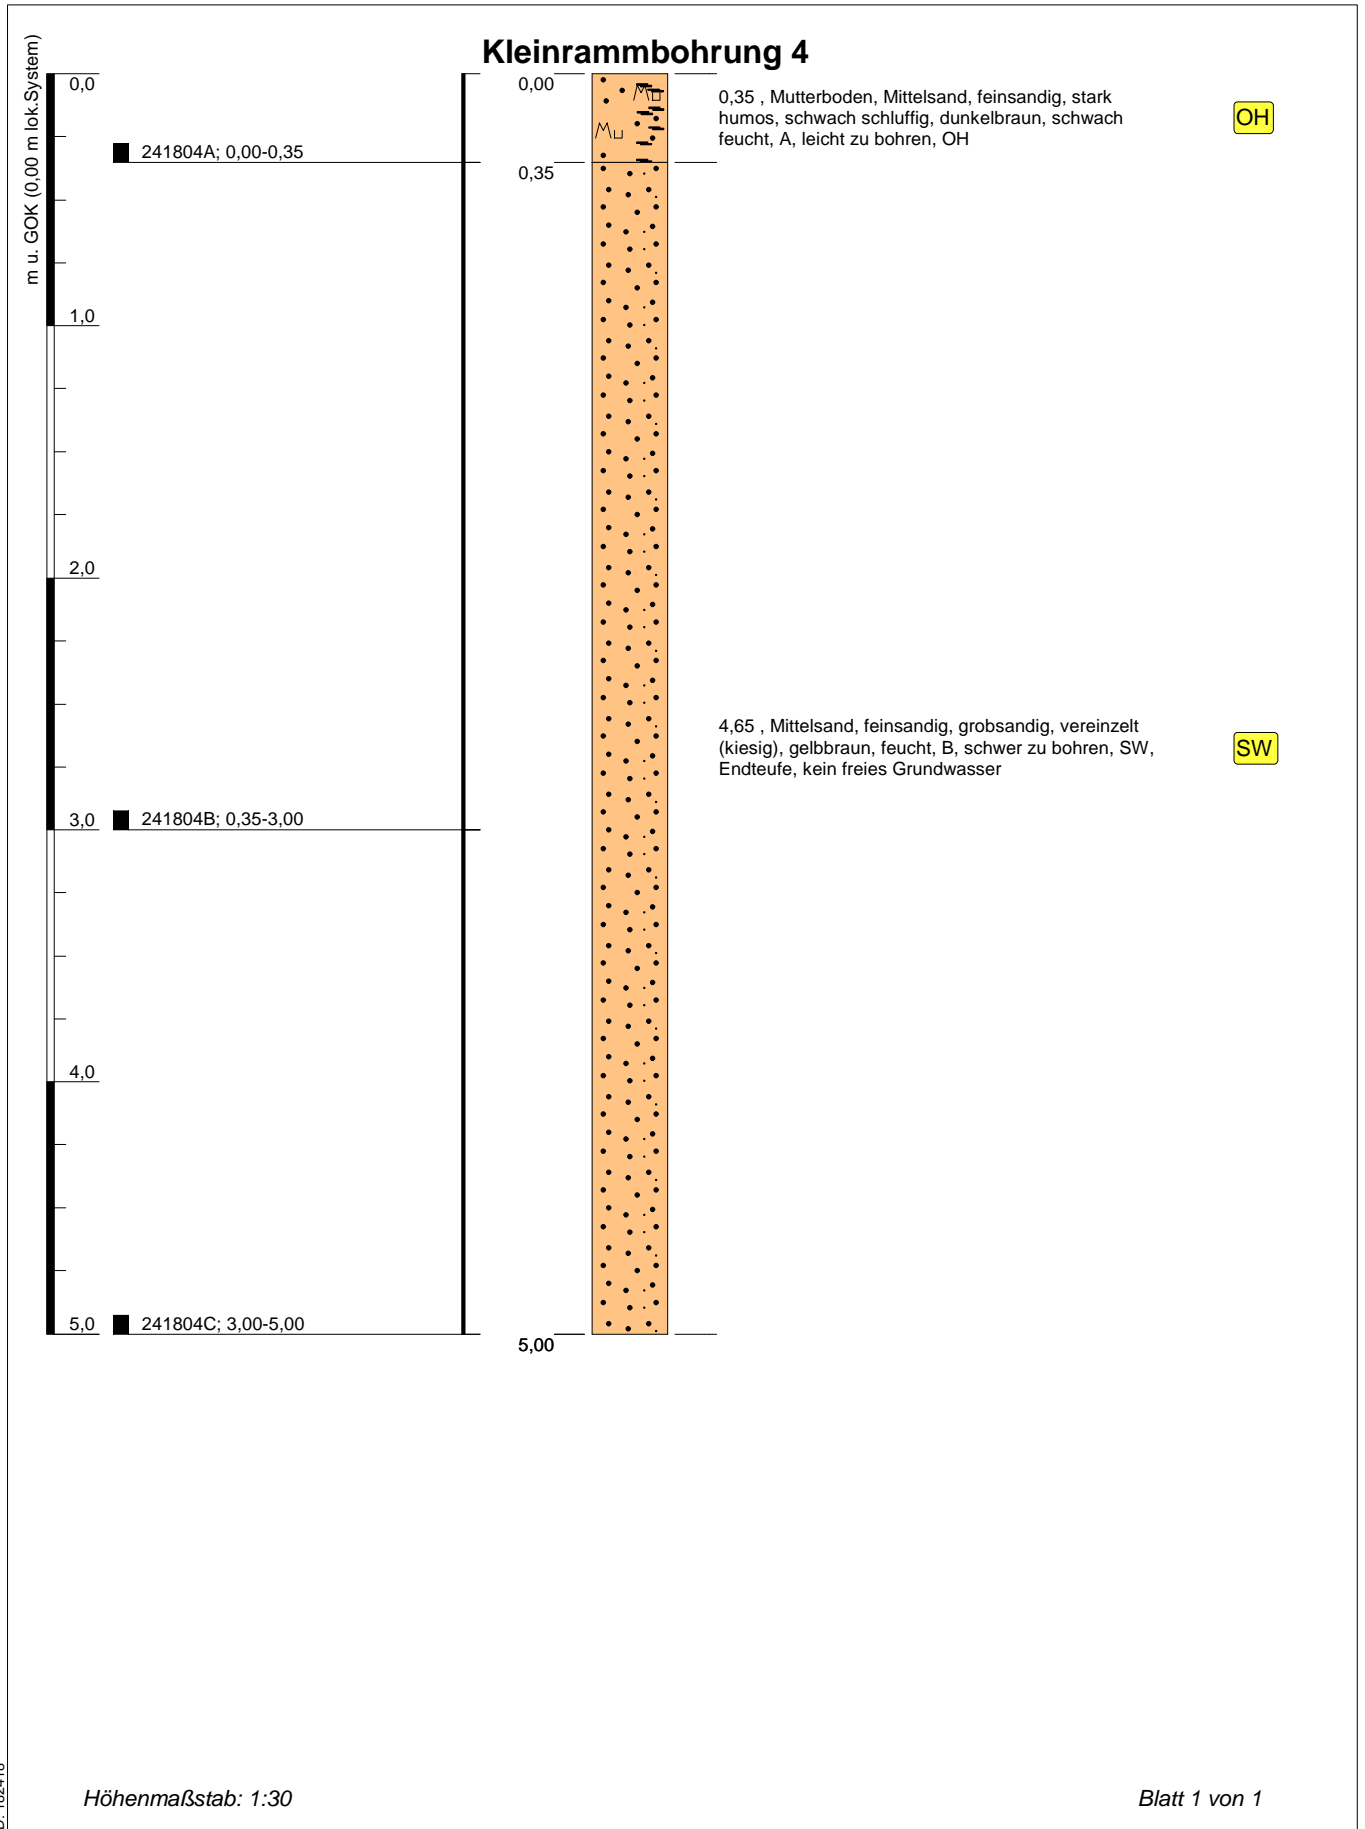 Kleinrammbohrung 4
m u. GOK (0,00 m lok.System)
0,0
0,00
0,35 , Mutterboden, Mittelsand, feinsandig, stark
humos, schwach schluffig, dunkelbraun, schwach
feucht, A, leicht zu bohren, OH
OH
Mu
Mu
241804A; 0,00-0,35
0,35
1,0
2,0
4,65 , Mittelsand, feinsandig, grobsandig, vereinzelt
(kiesig), gelbbraun, feucht, B, schwer zu bohren, SW,
Endteufe, kein freies Grundwasser
SW
3,0
241804B; 0,35-3,00
4,0
5,0
241804C; 3,00-5,00
5,00
Höhenmaßstab: 1:30
Blatt 1 von 1